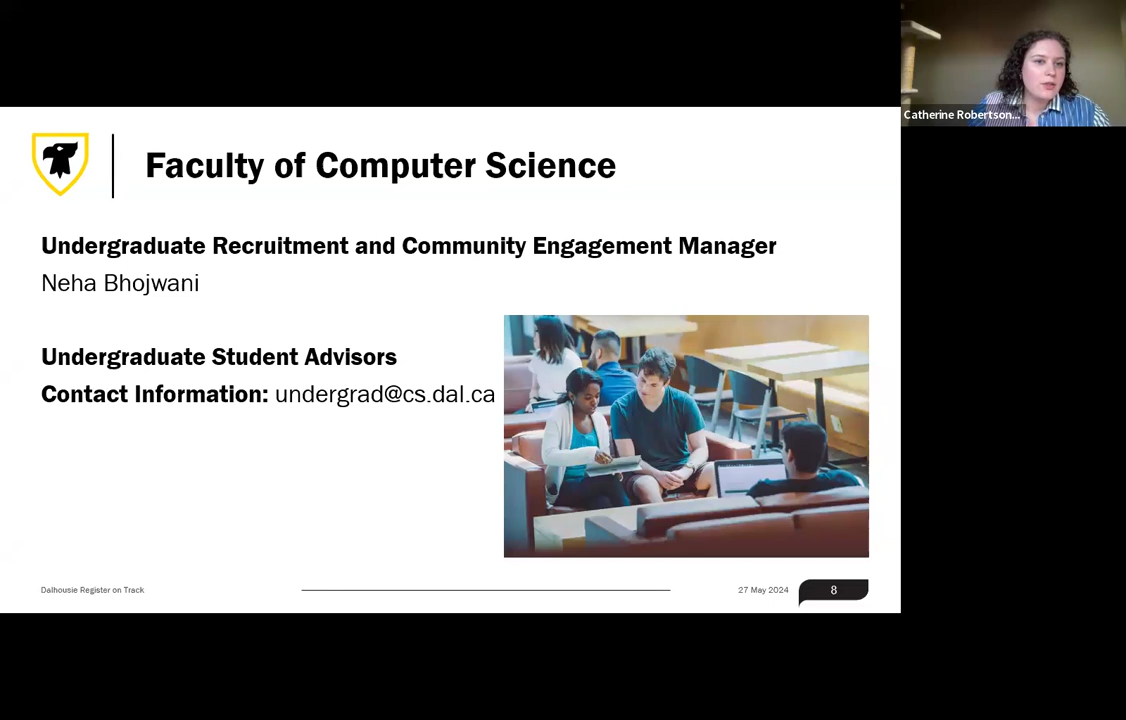 Catherine Robertson...
Faculty of Computer Science
Undergraduate Recruitment and Community Engagement Manager
Neha Bhojwani
Undergraduate Student Advisors
Contact Information: undergrad@cs.dal.ca
Dalhousie Register on Track
27 May 2024
8